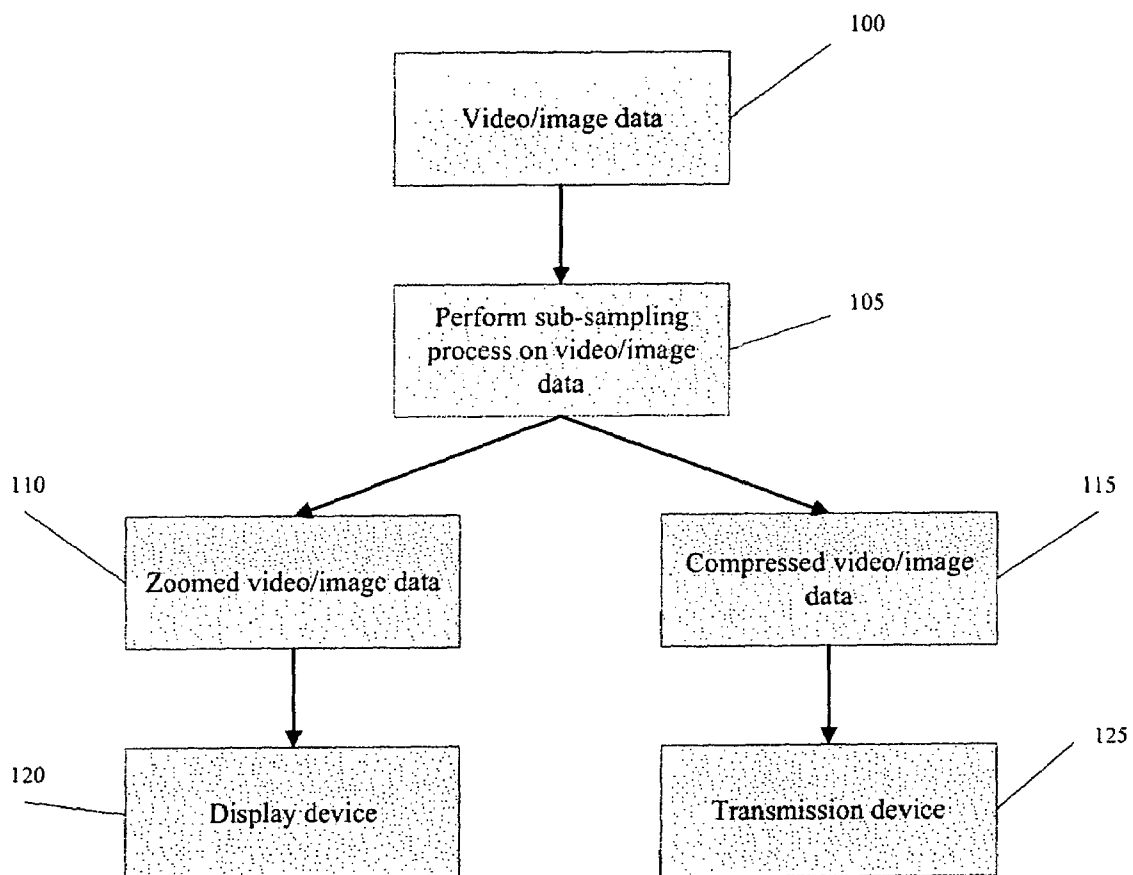 100
Video/image data
105
Perform sub-sampling
process on video/image
data
110
115
Zoomed video/image data
Compressed video/image
data
120
125
Display device
Transmission device